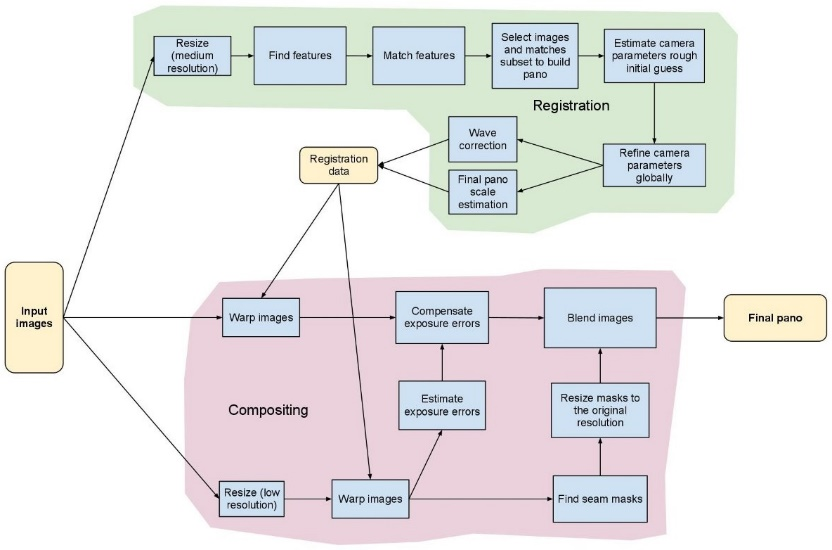 Resize
(medium
resolution)
Find features
Match features
Select images
and matches
subset to build
pano
Estimate camera
parameters rough
initial guess
Registration
Wave
correction
Refine camera
parameters
globally
Registration
data
Final pano
scale
estimation
Input
images
Warp images
Compensate
exposure errors
Blend images
Final pano
Compositing
Estimate
exposure errors
Resize masks to
the original
resolution
Resize (low
resolution)
Warp images
Find seam masks